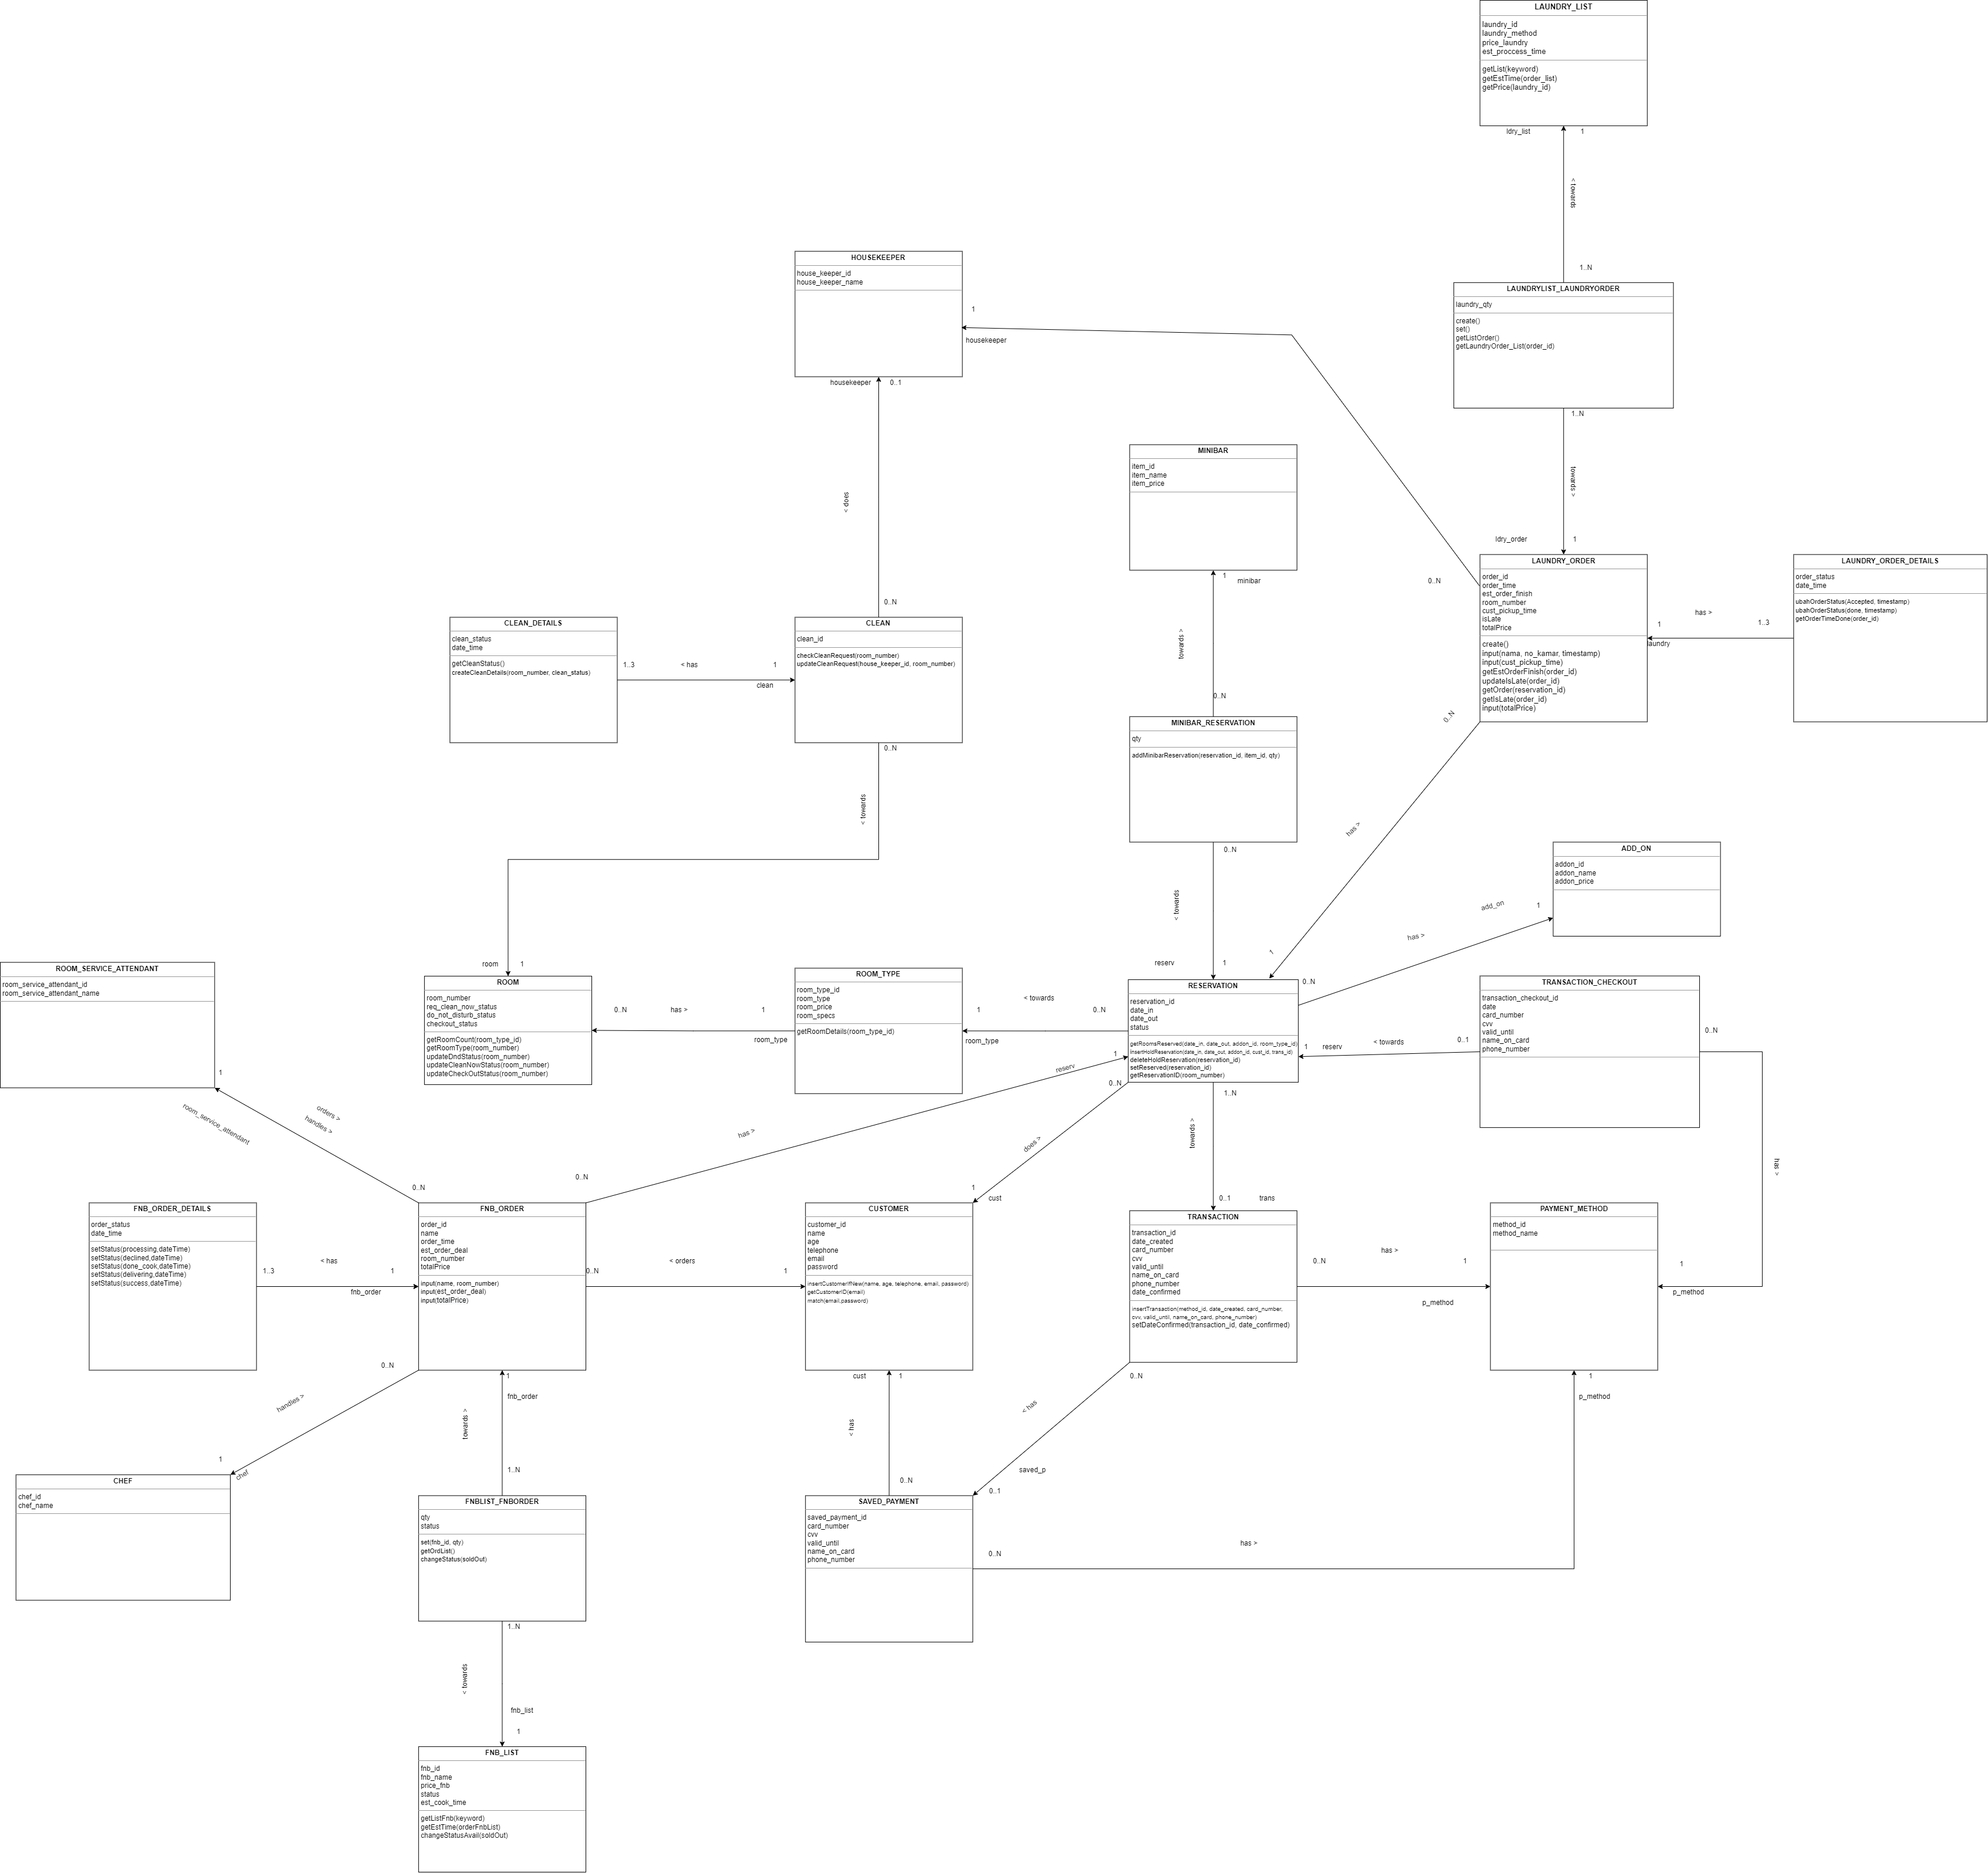 LAUNDRY_LIST
laundry_id
laundry_method
price_laundry
est_proccess_time
getList(keyword)
getEstTime(order_list)
getPrice(laundry_id)
ldry_list
1
< towards
1..N
LAUNDRYLIST_LAUNDRYORDER
laundry_qty
create()
set()
getListOrder()
getLaundryOrder_List(order_id)
1..N
towards >
ldry_order
1
HOUSEKEEPER
house_keeper_id
house_keeper_name
1
housekeeper
housekeeper
0..1
< does
0..N
MINIBAR
item_id
item_name
item_price
1
minibar
towards >
0..N
0..N
LAUNDRY_ORDER
order_id
order_time
est_order_finish
room_number
cust_pickup_time
isLate
totalPrice
create()
input(nama, no_kamar, timestamp)
input(cust_pickup_time)
getEstOrderFinish(order_id)
updateIsLate(order_id)
getOrder(reservation_id)
getIsLate(order_id)
input(totalPrice)
has >
1
1..3
laundry
LAUNDRY_ORDER_DETAILS
order_status
date_time
ubahOrderStatus(Accepted, timestamp)
ubahOrderStatus(done, timestamp)
getOrderTimeDone(order_id)
CLEAN_DETAILS
clean_status
date_time
getCleanStatus()
createCleanDetails(room_number, clean_status)
1..3
< has
1
clean
CLEAN
clean_id
checkCleanRequest(room_number)
updateCleanRequest(house_keeper_id, room_number)
0..N
< towards
MINIBAR_RESERVATION
qty
addMinibarReservation(reservation_id, item_id, qty)
0..N
< towards
reserv
1
0..N
has >
1
ADD_ON
addon_id
addon_name
addon_price
add_on
1
has >
0..N
ROOM_SERVICE_ATTENDANT
room_service_attendant_id
room_service_attendant_name
1
room_service_attendant
orders >
handles >
0..N
room
1
ROOM
room_number
req_clean_now_status
do_not_disturb_status
checkout_status
getRoomCount(room_type_id)
getRoomType(room_number)
updateDndStatus(room_number)
updateCleanNowStatus(room_number)
updateCheckOutStatus(room_number)
0..N
has >
1
room_type
ROOM_TYPE
room_type_id
room_type
room_price
room_specs
getRoomDetails(room_type_id)
< towards
1
0..N
room_type
RESERVATION
reservation_id
date_in
date_out
status
getRoomsReserved(date_in, date_out, addon_id, room_type_id)
insertHoldReservation(date_in, date_out, addon_id, cust_id, trans_id)
deleteHoldReservation(reservation_id)
setReserved(reservation_id)
getReservationID(room_number)
1
reserv
< towards
0..1
TRANSACTION_CHECKOUT
transaction_checkout_id
date
card_number
cvv
valid_until
name_on_card
phone_number
0..N
has >
1
p_method
1
reserv
has >
0..N
0..N
does >
1
cust
1..N
towards >
0..1
trans
FNB_ORDER_DETAILS
order_status
date_time
setStatus(processing,dateTime)
setStatus(declined,dateTime)
setStatus(done_cook,dateTime)
setStatus(delivering,dateTime)
setStatus(success,dateTime)
< has
1..3
1
fnb_order
FNB_ORDER
order_id
name
order_time
est_order_deal
room_number
totalPrice
input(name, room_number)
input(est_order_deal)
input(totalPrice)
0..N
< orders
1
CUSTOMER
customer_id
name
age
telephone
email
password
insertCustomerIfNew(name, age, telephone, email, password)
getCustomerID(email)
match(email,password)
TRANSACTION
transaction_id
date_created
card_number
cvv
valid_until
name_on_card
phone_number
date_confirmed
insertTransaction(method_id, date_created, card_number,
cvv, valid_until, name_on_card, phone_number)
setDateConfirmed(transaction_id, date_confirmed)
0..N
has >
1
p_method
PAYMENT_METHOD
method_id
method_name
1
p_method
0..N
handles >
1
chef
CHEF
chef_id
chef_name
1
fnb_order
towards >
1..N
FNBLIST_FNBORDER
qty
status
set(fnb_id, qty)
getOrdList()
changeStatus(soldOut)
1..N
< towards
fnb_list
1
FNB_LIST
fnb_id
fnb_name
price_fnb
status
est_cook_time
getListFnb(keyword)
getEstTime(orderFnbList)
changeStatusAvail(soldOut)
cust
1
< has
0..N
0..N
< has
saved_p
0..1
SAVED_PAYMENT
saved_payment_id
card_number
cvv
valid_until
name_on_card
phone_number
0..N
has >